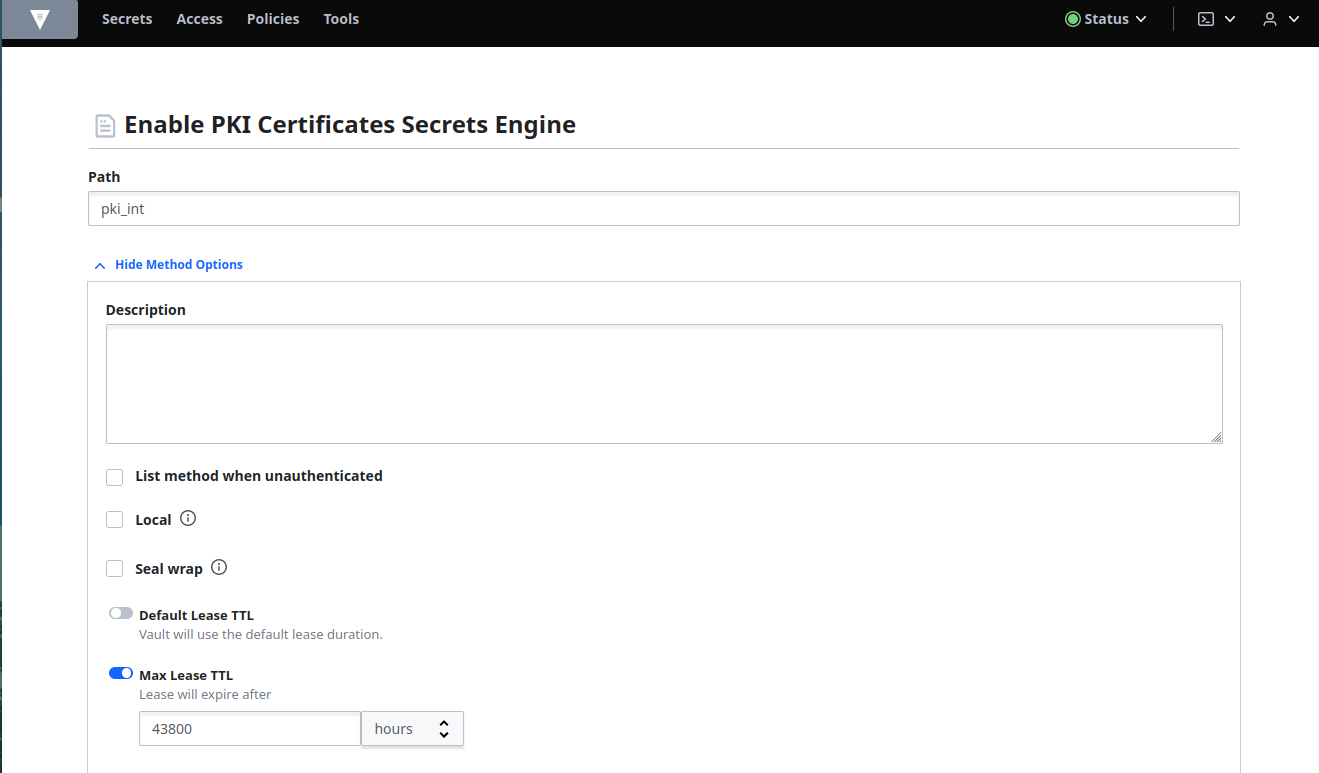 Secrets Access Policies Tools Status
Enable PKI Certificates Secrets Engine
Path
pki_int
Hide Method Options
Description
List method when unauthenticated
Local
Seal wrap
Default Lease TTL
Vault will use the default lease duration.
Max Lease TTL
Lease will expire after
43800 hours